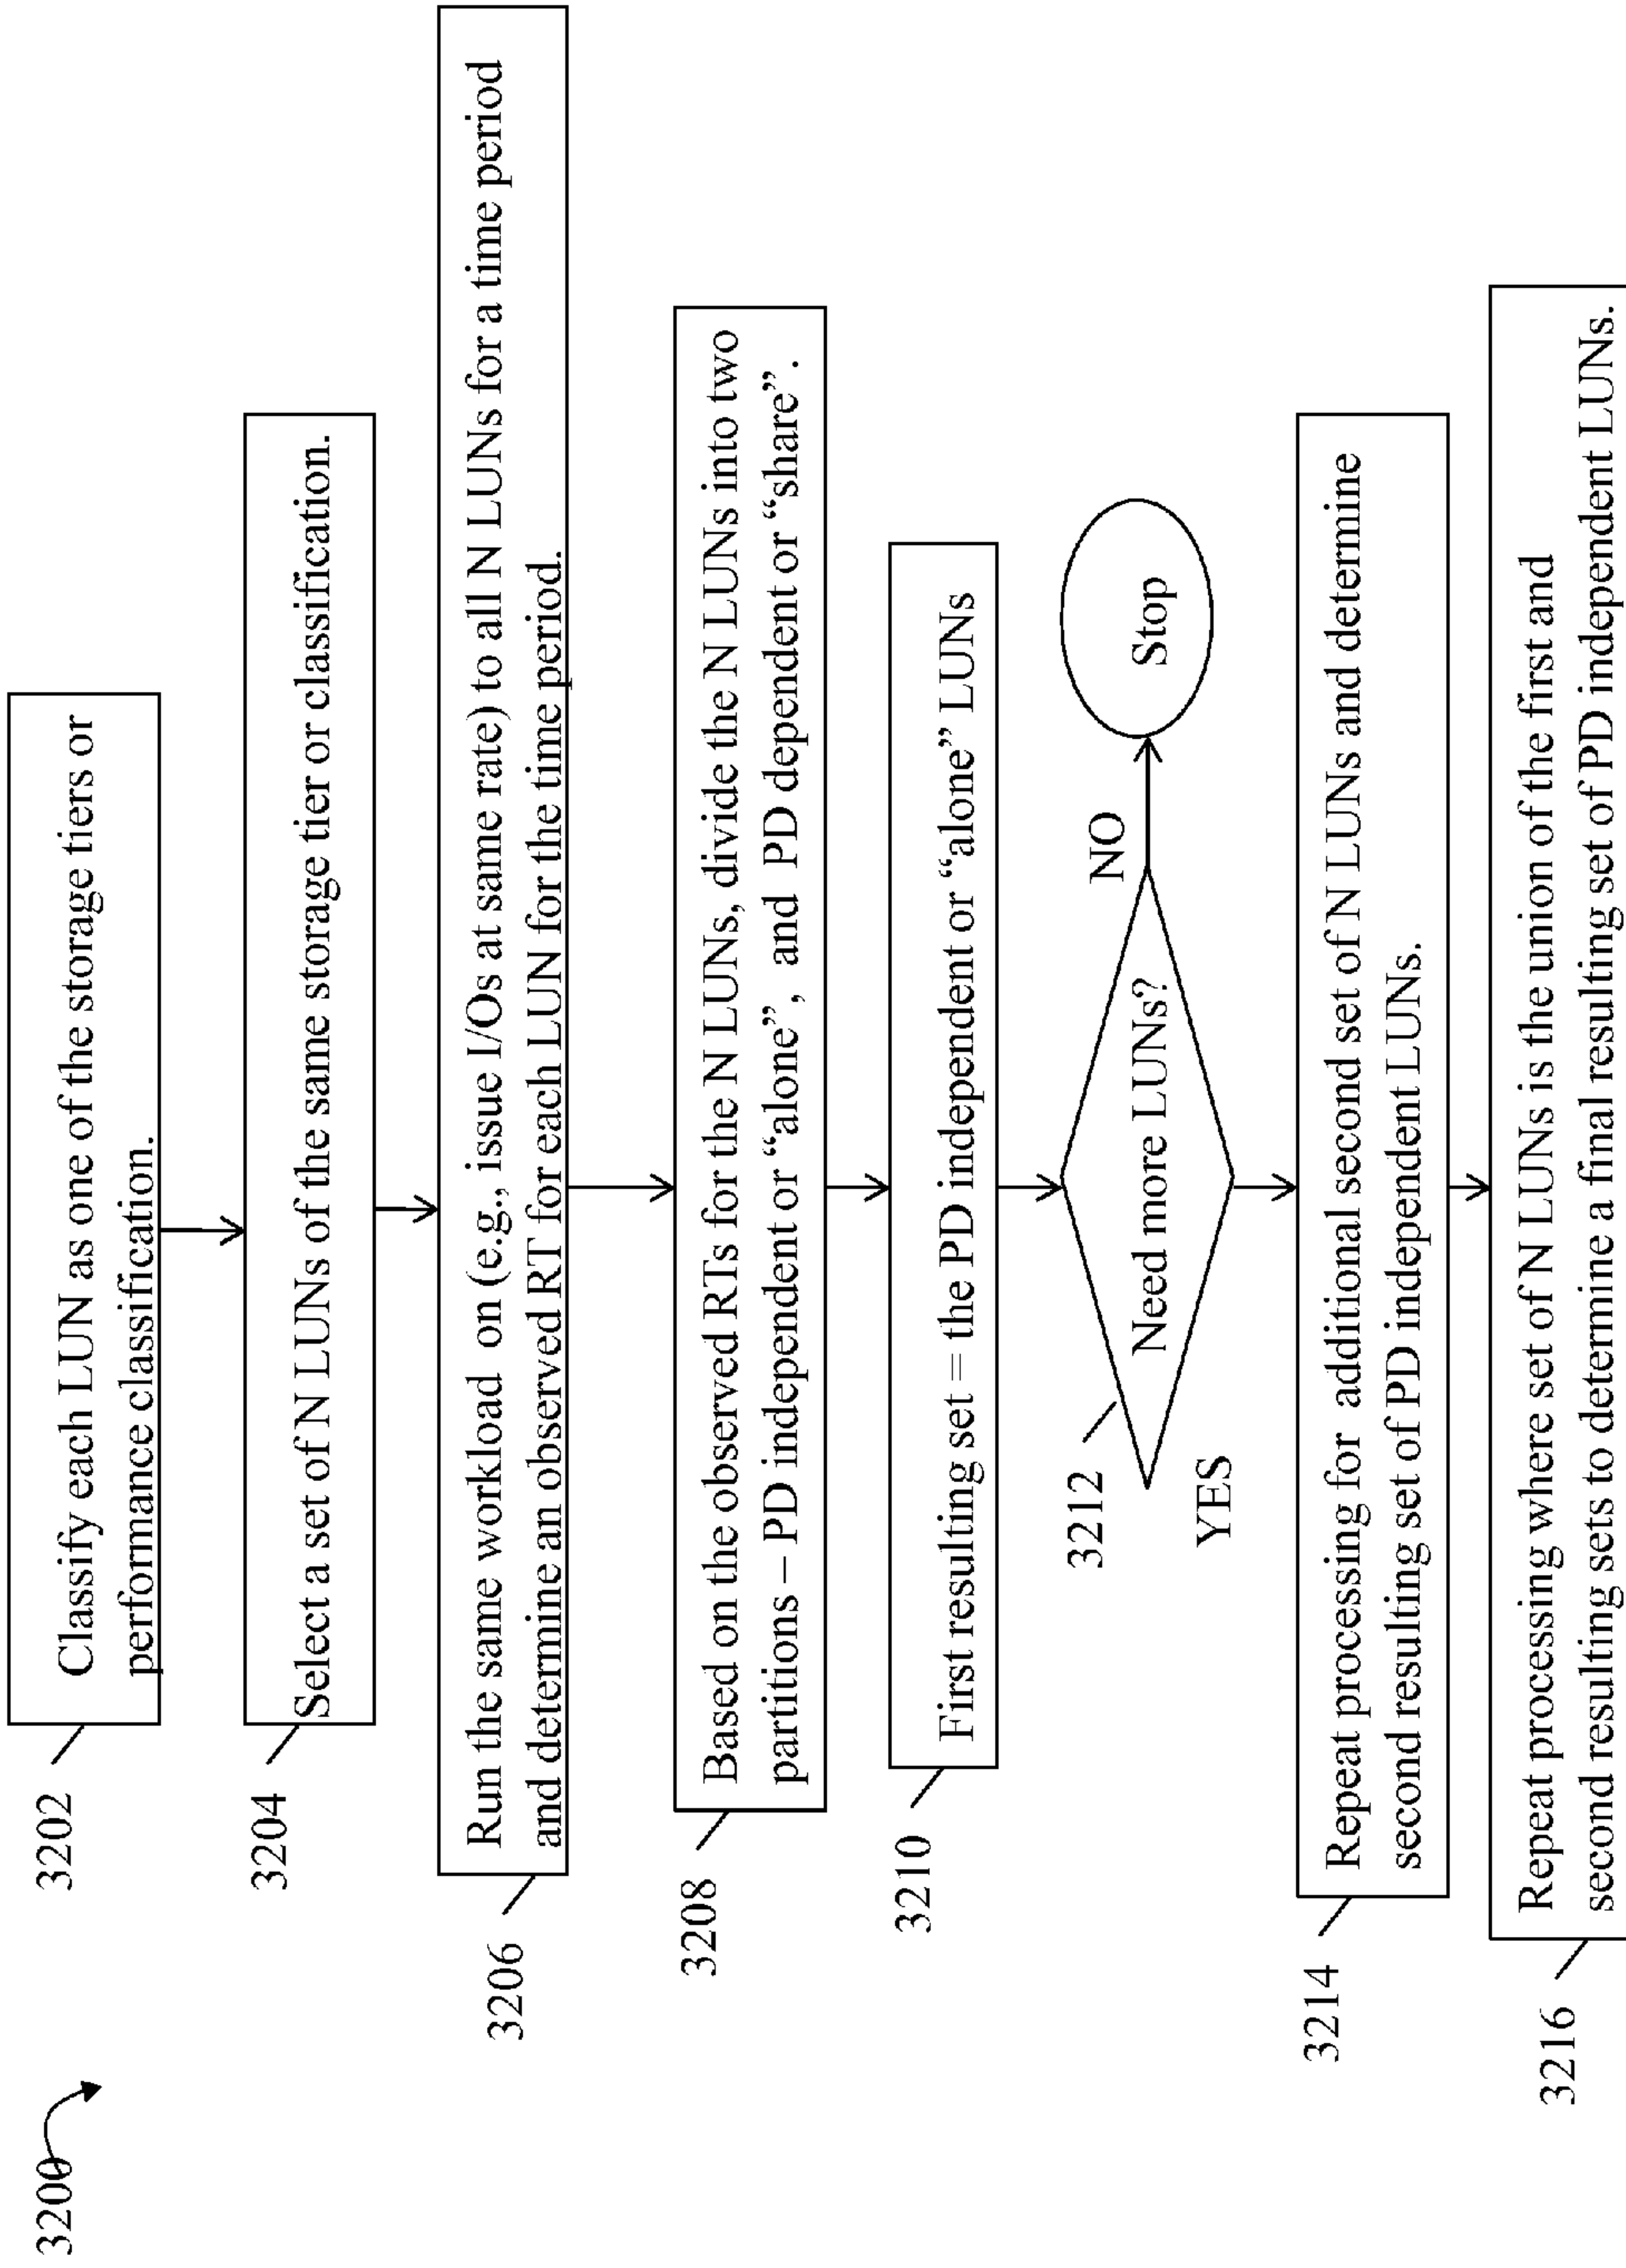 3200
3202
Classify each LUN as one of the storage tiers or
performance classification.
3204
Select a set of N LUNs of the same storage tier or classification.
3206
Run the same workload on (e.g., issue I/Os at same rate) to all N LUNs for a time period
and determine an observed RT for each LUN for the time period.
3208
Based on the observed RTs for the N LUNs, divide the N LUNs into two
partitions – PD independent or “alone”, and PD dependent or “share”.
3210
First resulting set = the PD independent or “alone” LUNs
3212
Need more LUNs?
NO
Stop
YES
3214
Repeat processing for additional second set of N LUNs and determine
second resulting set of PD independent LUNs.
3216
Repeat processing where set of N LUNs is the union of the first and
second resulting sets to determine a final resulting set of PD independent LUNs.